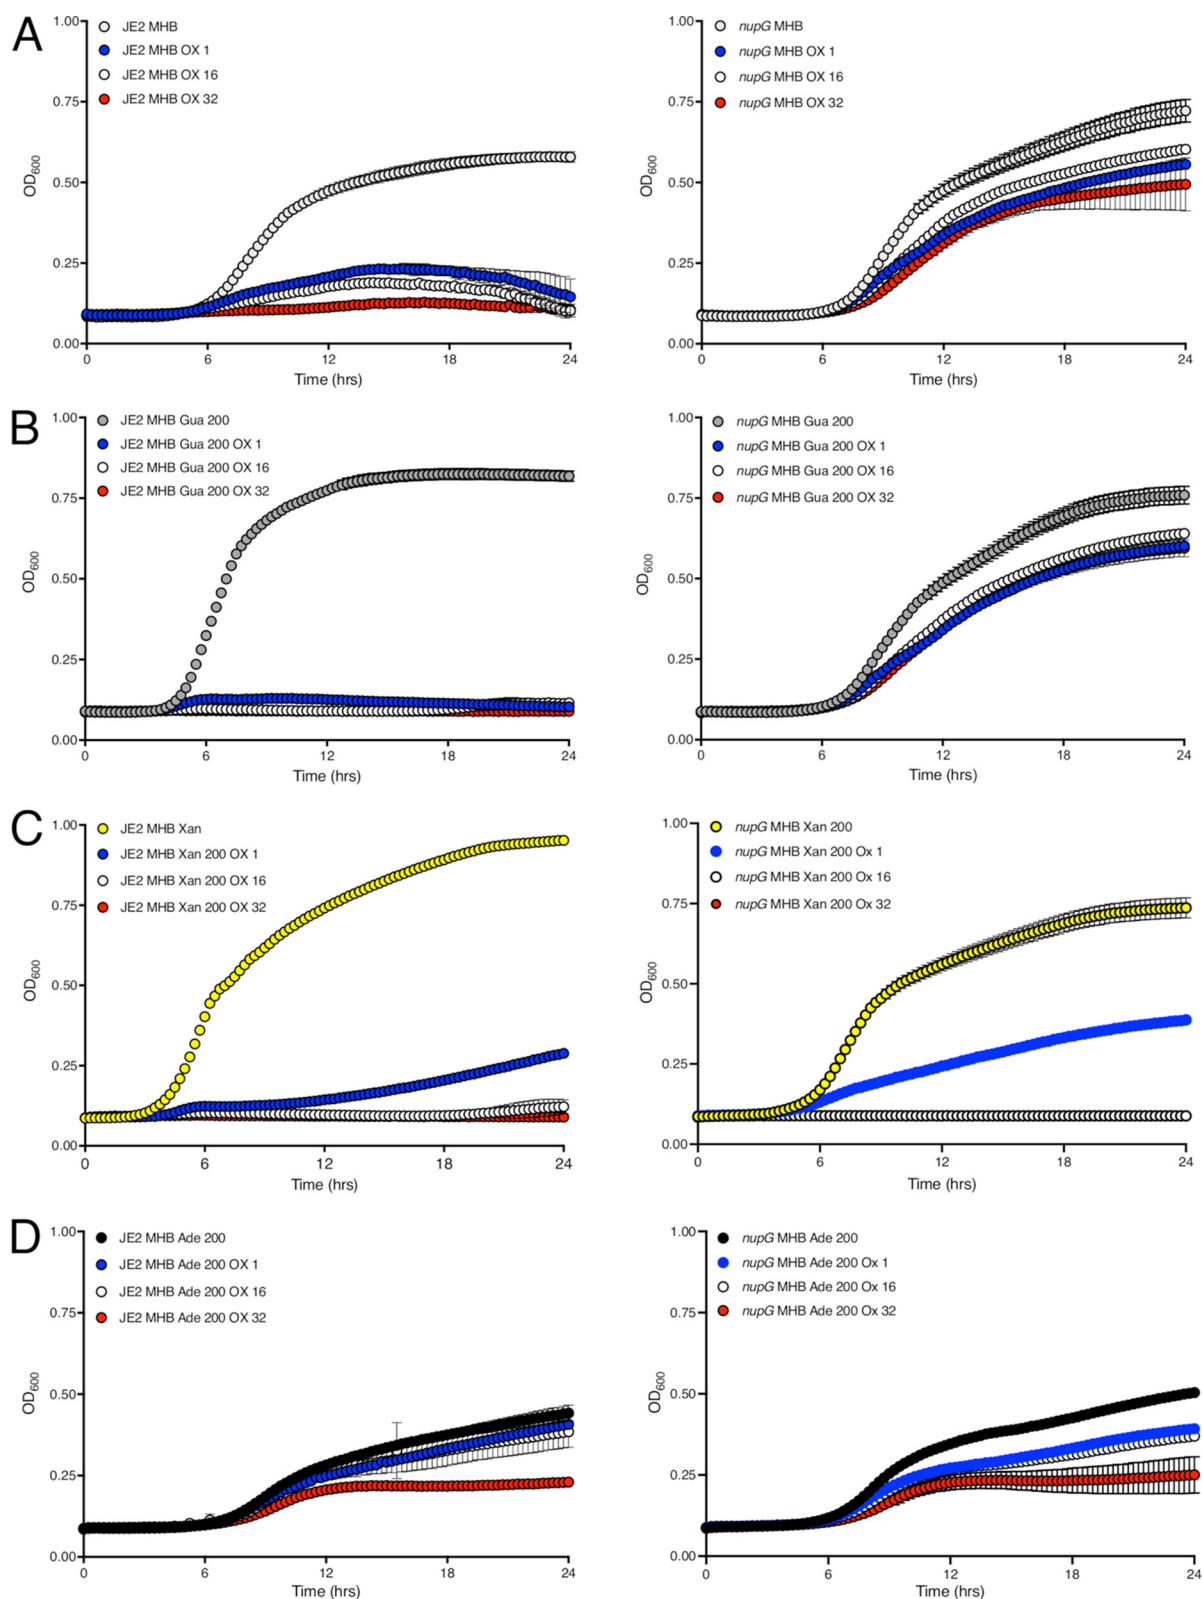 A
JE2 MHB
JE2 MHB OX 1
JE2 MHB OX 16
JE2 MHB OX 32
1.00
0.75
0.50
0.25
0.00
OD600
0 6 12 18 24
Time (hrs)
nupG MHB
nupG MHB OX 1
nupG MHB OX 16
nupG MHB OX 32
1.00
0.75
0.50
0.25
0.00
OD600
0 6 12 18 24
Time (hrs)
B
JE2 MHB Gua 200
JE2 MHB Gua 200 OX 1
JE2 MHB Gua 200 OX 16
JE2 MHB Gua 200 OX 32
1.00
0.75
0.50
0.25
0.00
OD600
0 6 12 18 24
Time (hrs)
nupG MHB Gua 200
nupG MHB Gua 200 OX 1
nupG MHB Gua 200 OX 16
nupG MHB Gua 200 OX 32
1.00
0.75
0.50
0.25
0.00
OD600
0 6 12 18 24
Time (hrs)
C
JE2 MHB Xan
JE2 MHB Xan 200 OX 1
JE2 MHB Xan 200 OX 16
JE2 MHB Xan 200 OX 32
1.00
0.75
0.50
0.25
0.00
OD600
0 6 12 18 24
Time (hrs)
nupG MHB Xan 200
nupG MHB Xan 200 Ox 1
nupG MHB Xan 200 Ox 16
nupG MHB Xan 200 Ox 32
1.00
0.75
0.50
0.25
0.00
OD600
0 6 12 18 24
Time (hrs)
D
JE2 MHB Ade 200
JE2 MHB Ade 200 OX 1
JE2 MHB Ade 200 OX 16
JE2 MHB Ade 200 OX 32
1.00
0.75
0.50
0.25
0.00
OD600
0 6 12 18 24
Time (hrs)
nupG MHB Ade 200
nupG MHB Ade 200 Ox 1
nupG MHB Ade 200 Ox 16
nupG MHB Ade 200 Ox 32
1.00
0.75
0.50
0.25
0.00
OD600
0 6 12 18 24
Time (hrs)